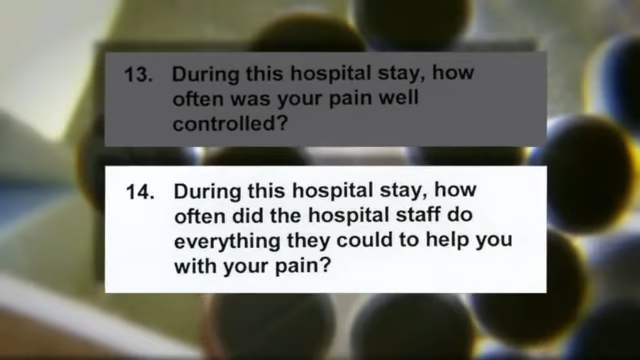 13. During this hospital stay, how
often was your pain well
controlled?
14. During this hospital stay, how
often did the hospital staff do
everything they could to help you
with your pain?